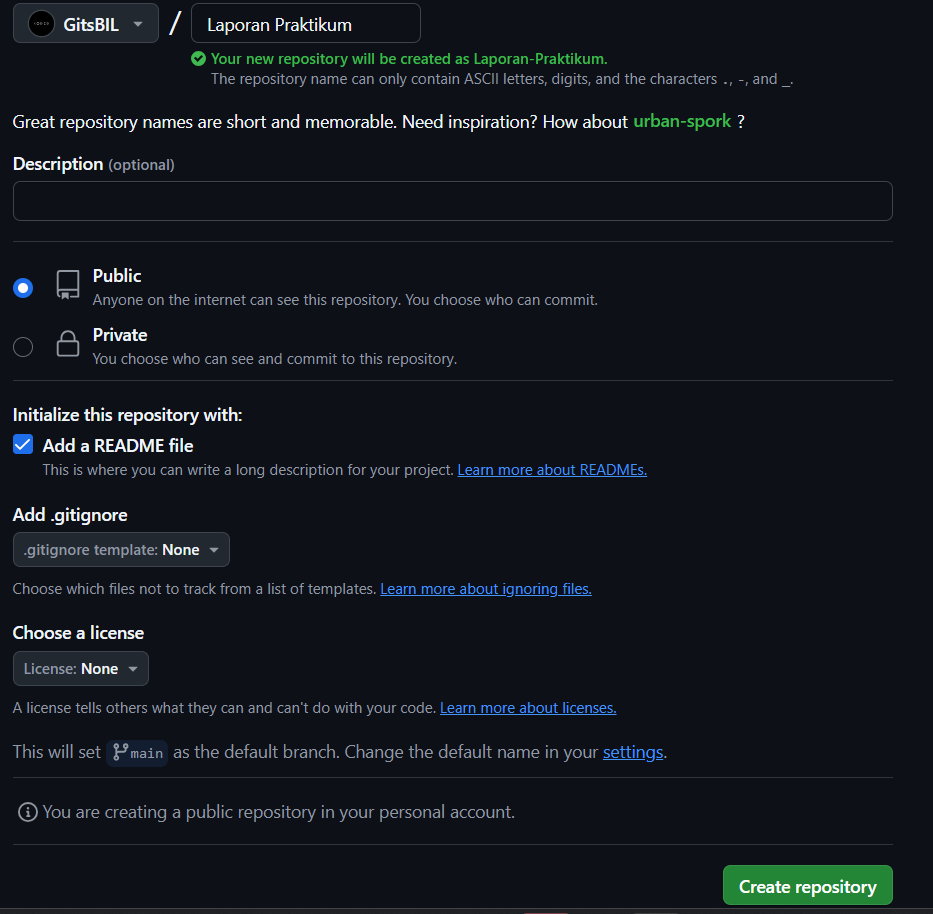 GitsBIL / Laporan Praktikum
Your new repository will be created as Laporan-Praktikum.
The repository name can only contain ASCII letters, digits, and the characters ., -, and _.
Great repository names are short and memorable. Need inspiration? How about urban-spork ?
Description (optional)
Public
Anyone on the internet can see this repository. You choose who can commit.
Private
You choose who can see and commit to this repository.
Initialize this repository with:
Add a README file
This is where you can write a long description for your project. Learn more about READMEs.
Add .gitignore
.gitignore template: None
Choose which files not to track from a list of templates. Learn more about ignoring files.
Choose a license
License: None
A license tells others what they can and can't do with your code. Learn more about licenses.
This will set main as the default branch. Change the default name in your settings.
You are creating a public repository in your personal account.
Create repository